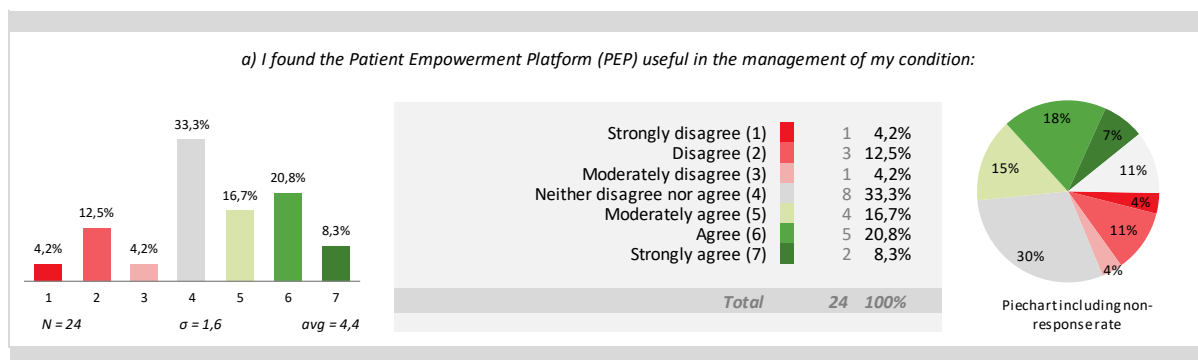 a) I found the Patient Empowerment Platform (PEP) useful in the management of my condition:
4,2%
12,5%
4,2%
33,3%
16,7%
20,8%
8,3%
1 2 3 4 5 6 7
N = 24 σ = 1,6 avg = 4,4
Strongly disagree (1) 1 4,2%
Disagree (2) 3 12,5%
Moderately disagree (3) 1 4,2%
Neither disagree nor agree (4) 8 33,3%
Moderately agree (5) 4 16,7%
Agree (6) 5 20,8%
Strongly agree (7) 2 8,3%
Total 24 100%
18%
7%
15%
11%
4%
11%
30%
4%
Piechart including non-
response rate